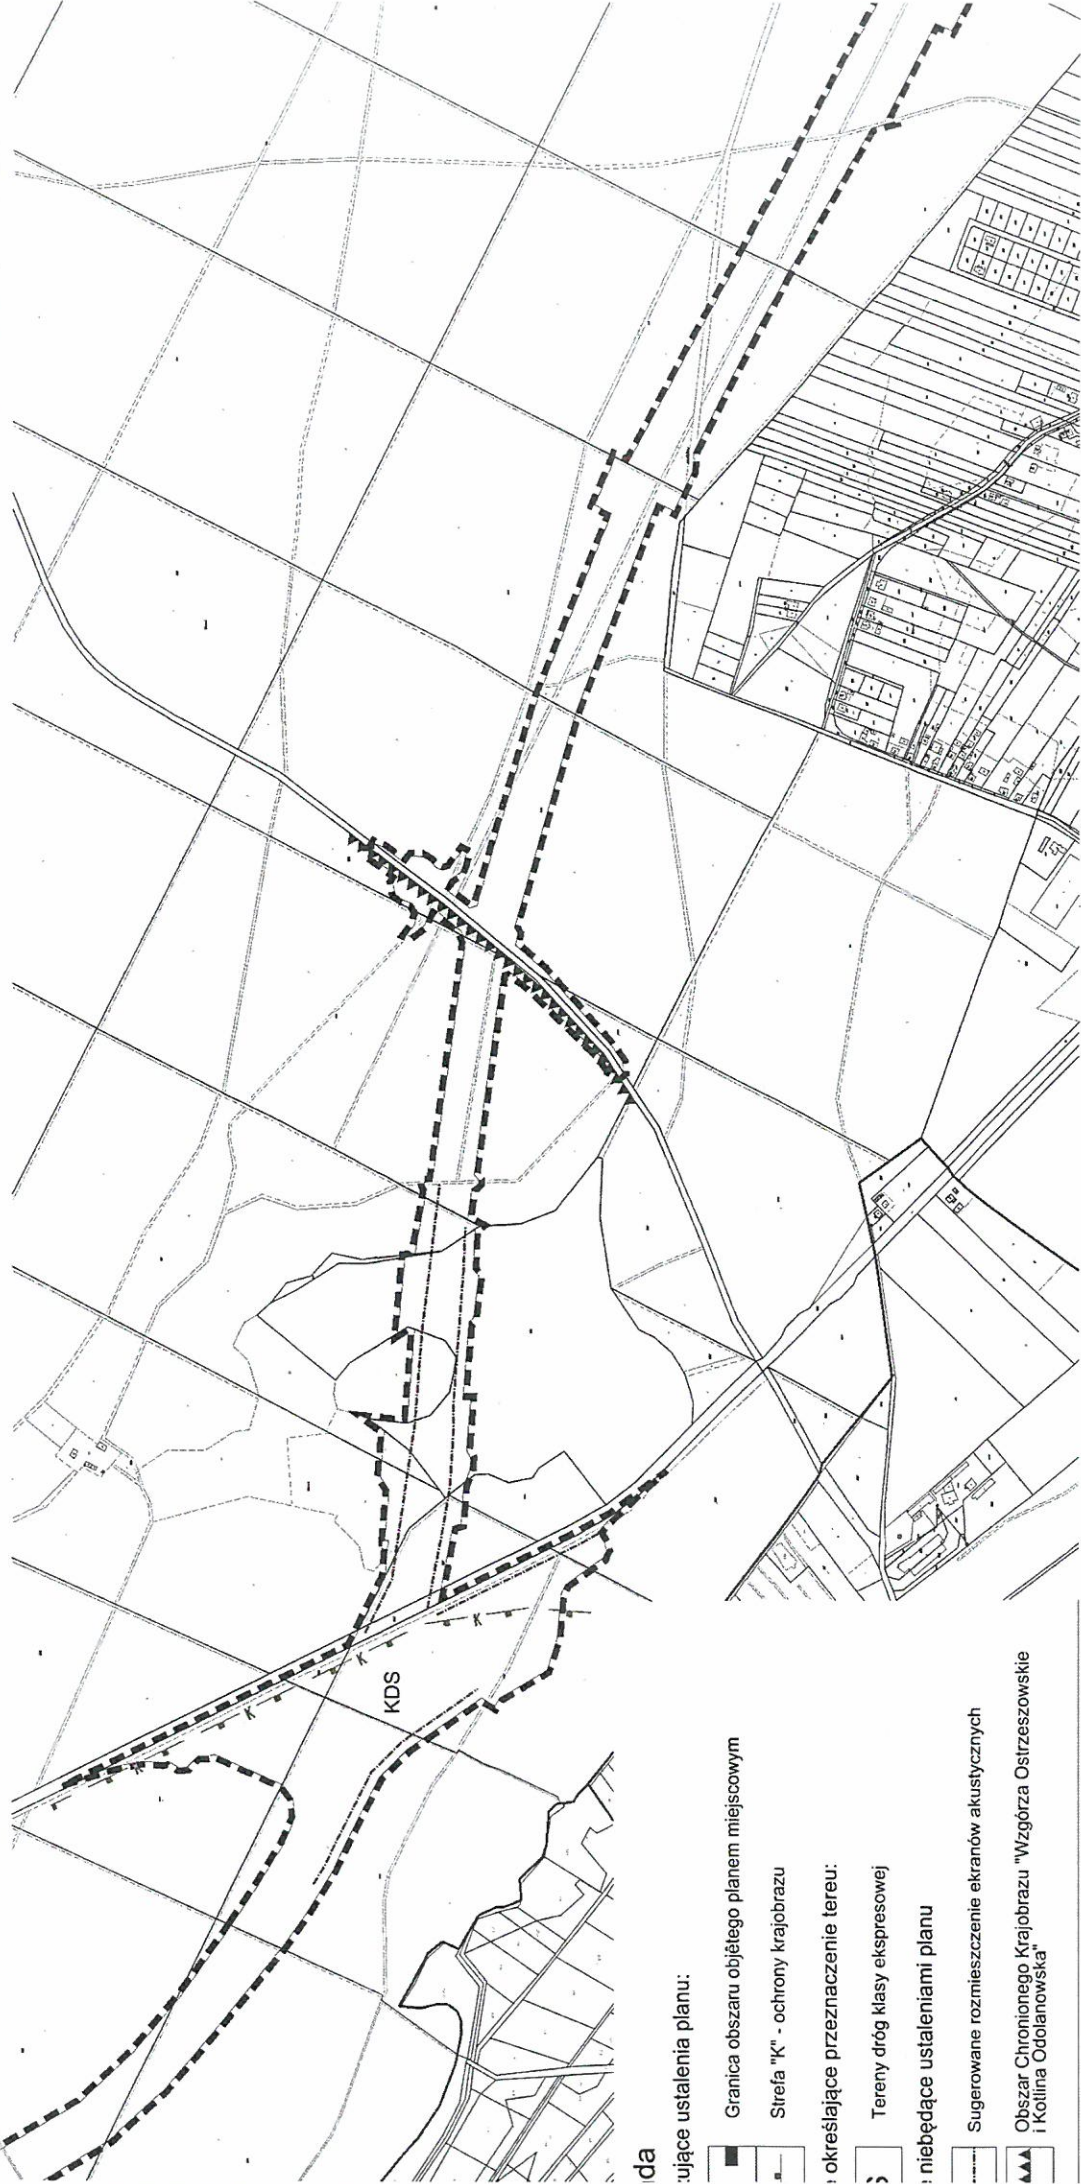 K
K
K
K
KDS
da
ujące ustalenia planu:
Granica obszaru objętego planem miejscowym
Strefa "K" - ochrony krajobrazu
określające przeznaczenie tereu:
S
Tereny dróg klasy ekspresowej
niebędące ustaleniami planu
Sugerowane rozmieszczenie ekranów akustycznych
Obszar Chronionego Krajobrazu "Wzgórza Ostrzeszowskie
i Kotlina Odolanowska"